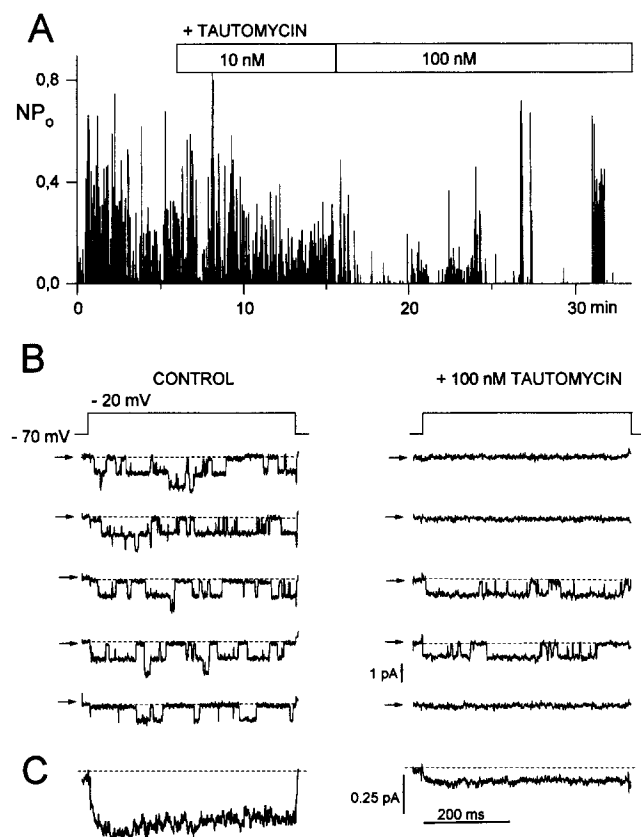 A
+ TAUTOMYCIN
10 nM 100 nM
0,8
NPo
0,4
0,0
0 10 20 30 min
B
CONTROL + 100 nM TAUTOMYCIN
- 20 mV
- 70 mV
1 pA
C
0.25 pA
200 ms